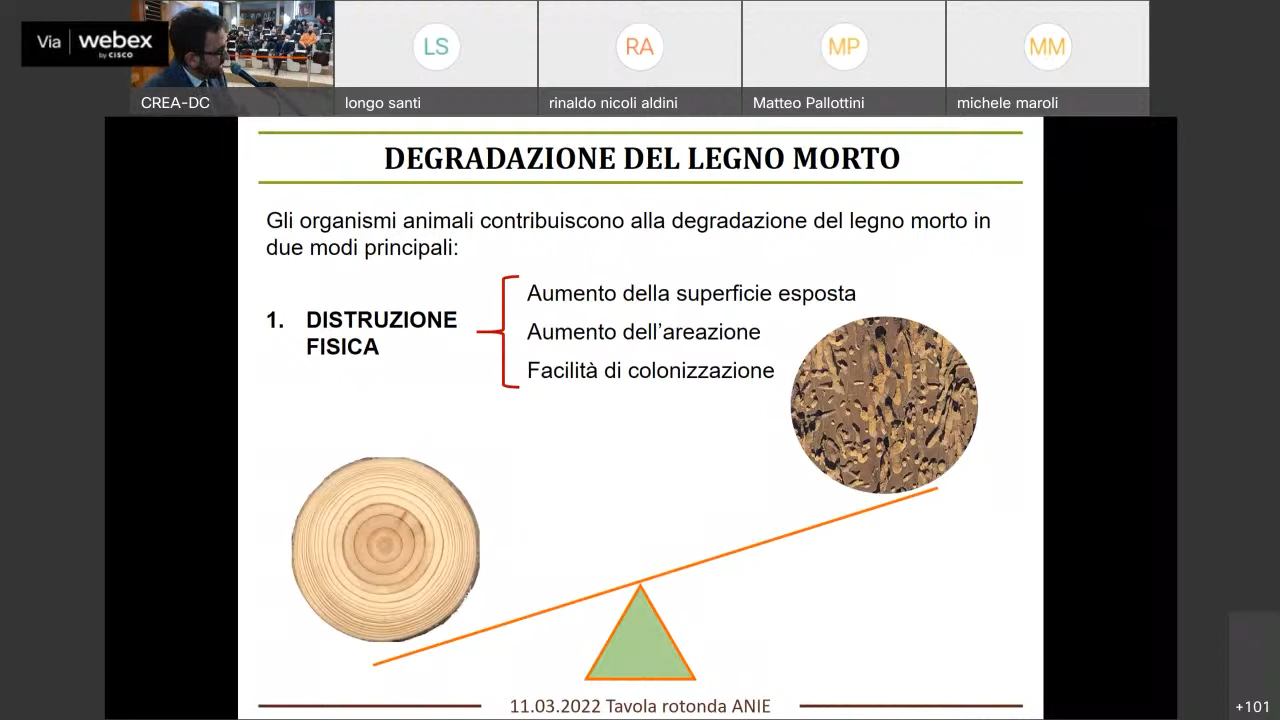 Via webex
by CISCO
LS
RA
MP
MM
CREA-DC
longo santi
rinaldo nicoli aldini
Matteo Pallottini
michele maroli
DEGRADAZIONE DEL LEGNO MORTO
Gli organismi animali contribuiscono alla degradazione del legno morto in
due modi principali:
1. DISTRUZIONE
FISICA
Aumento della superficie esposta
Aumento dell'areazione
Facilità di colonizzazione
11.03.2022 Tavola rotonda ANIE
+101